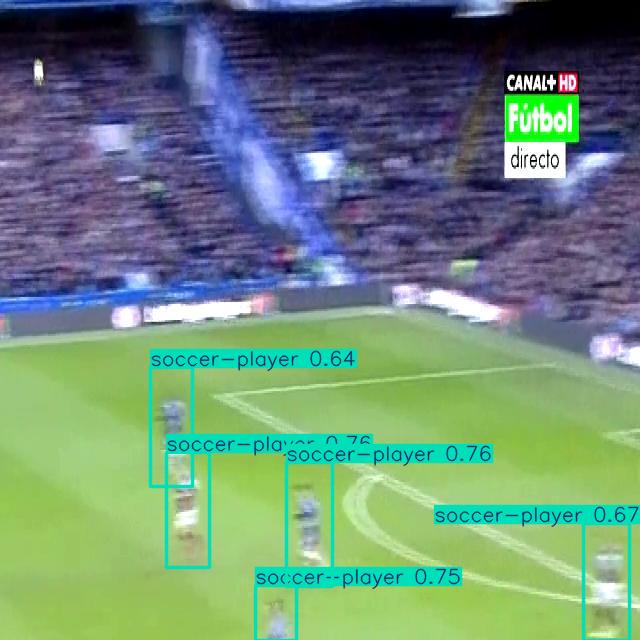 CANAL+ HD
Fútbol
directo
soccer-player 0.64
soccer-player 0.76
soccer-player 0.76
soccer-player 0.67
soccer-player 0.75